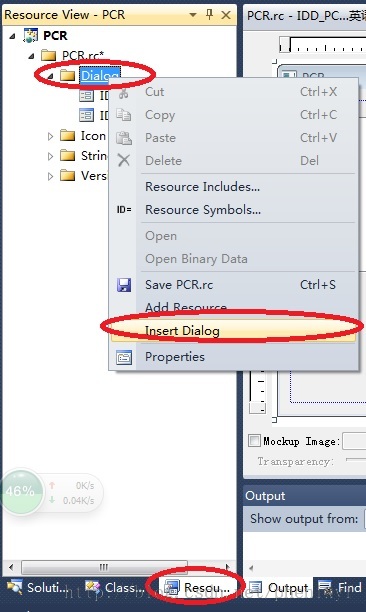 Resource View - PCR
PCR.rc - IDD_PC...英语
PCR
PCR.rc*
Dialog
Cut Ctrl+X
Copy Ctrl+C
Paste Ctrl+V
Delete Del
Icon
Strin
Versi
Resource Includes...
ID= Resource Symbols...
Open
Open Binary Data
Save PCR.rc Ctrl+S
Add Resource
Insert Dialog
Properties
PCR
Mockup Image:
Transparency:
46%
0K/s
0.04K/s
Output
Show output from:
Soluti...
Class...
Resou...
Output
Find